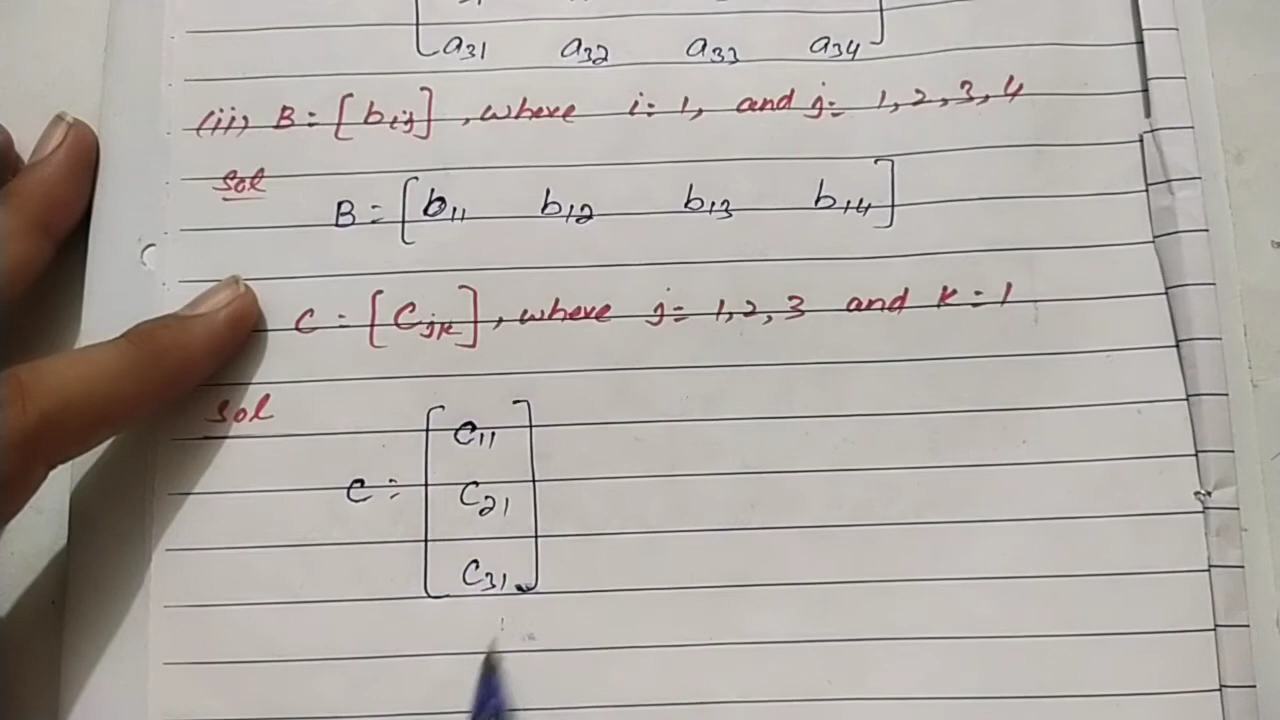 a31 a32 a33 a34
(ii) B = [bij], where i = 1, and j = 1, 2, 3, 4
Sol
B = [b11 b12 b13 b14]
C = [Cjk], where j = 1, 2, 3 and k = 1
Sol
C = [C11
C21
C31]